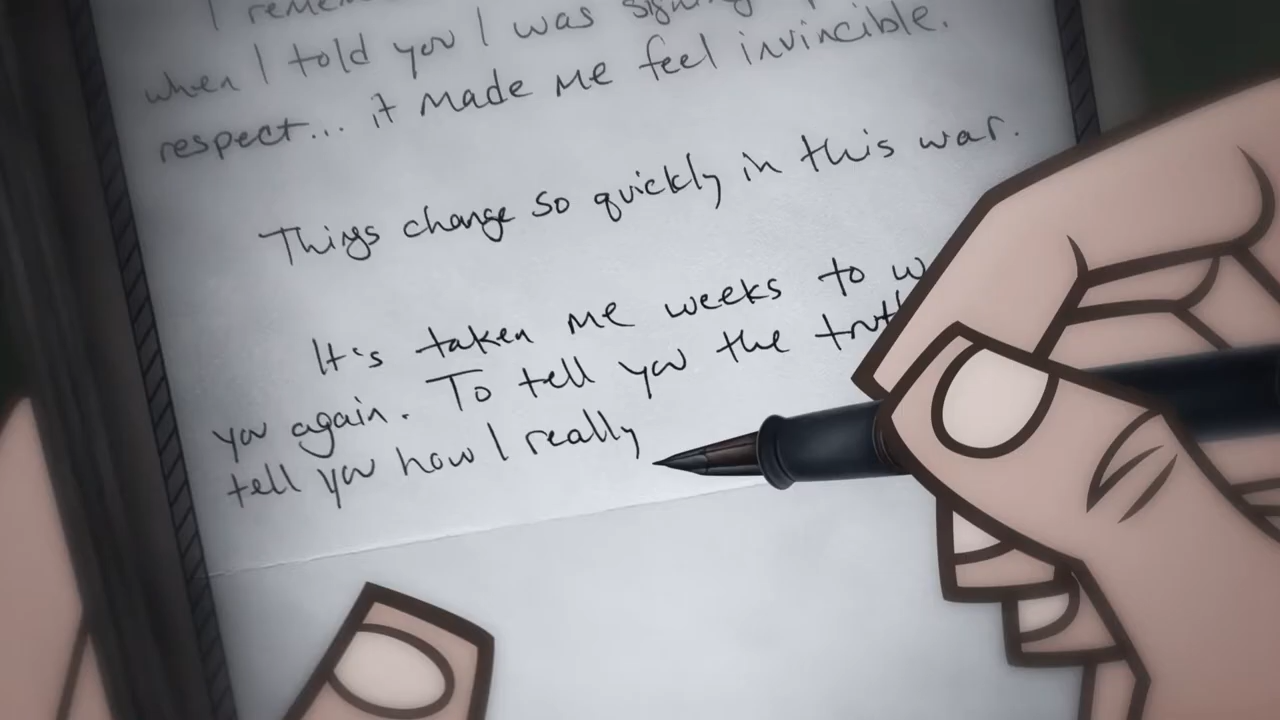 I
when I told you I was
respect... it made me feel invincible.
Things change so quickly in this war.
It's taken me weeks to
you again. To tell you the
tell you how I really